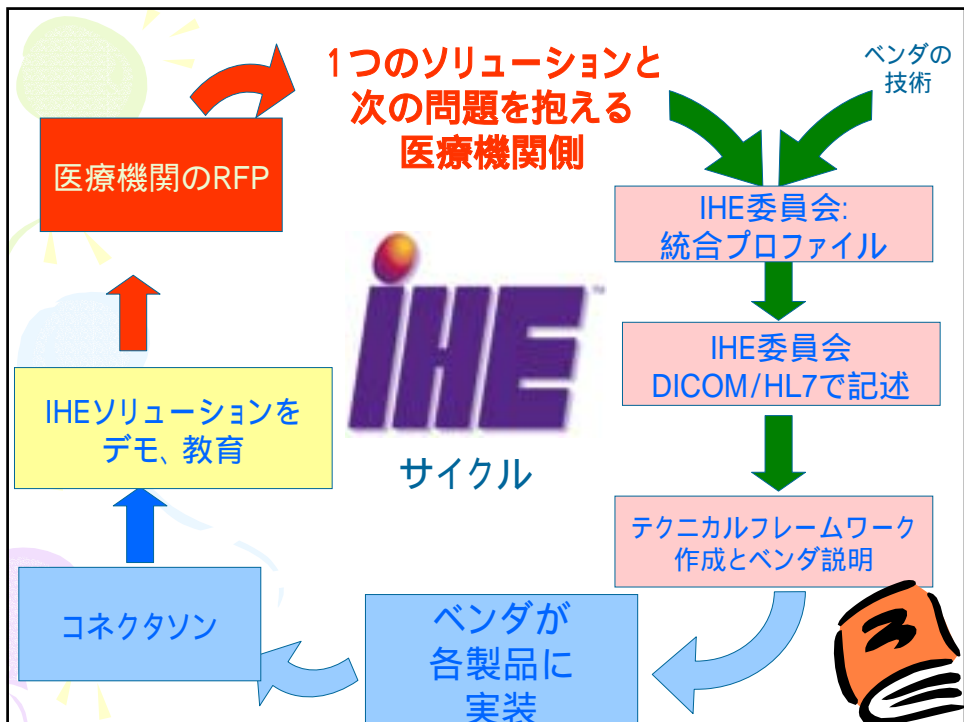 1つのソリューションと
次の問題を抱える
医療機関側
ベンダの
技術
IHE委員会:
統合プロファイル
IHE委員会
DICOM/HL7で記述
テクニカルフレームワーク
作成とベンダ説明
ベンダが
各製品に
実装
コネクタソン
IHEソリューションを
デモ、教育
医療機関のRFP
IHE™
サイクル